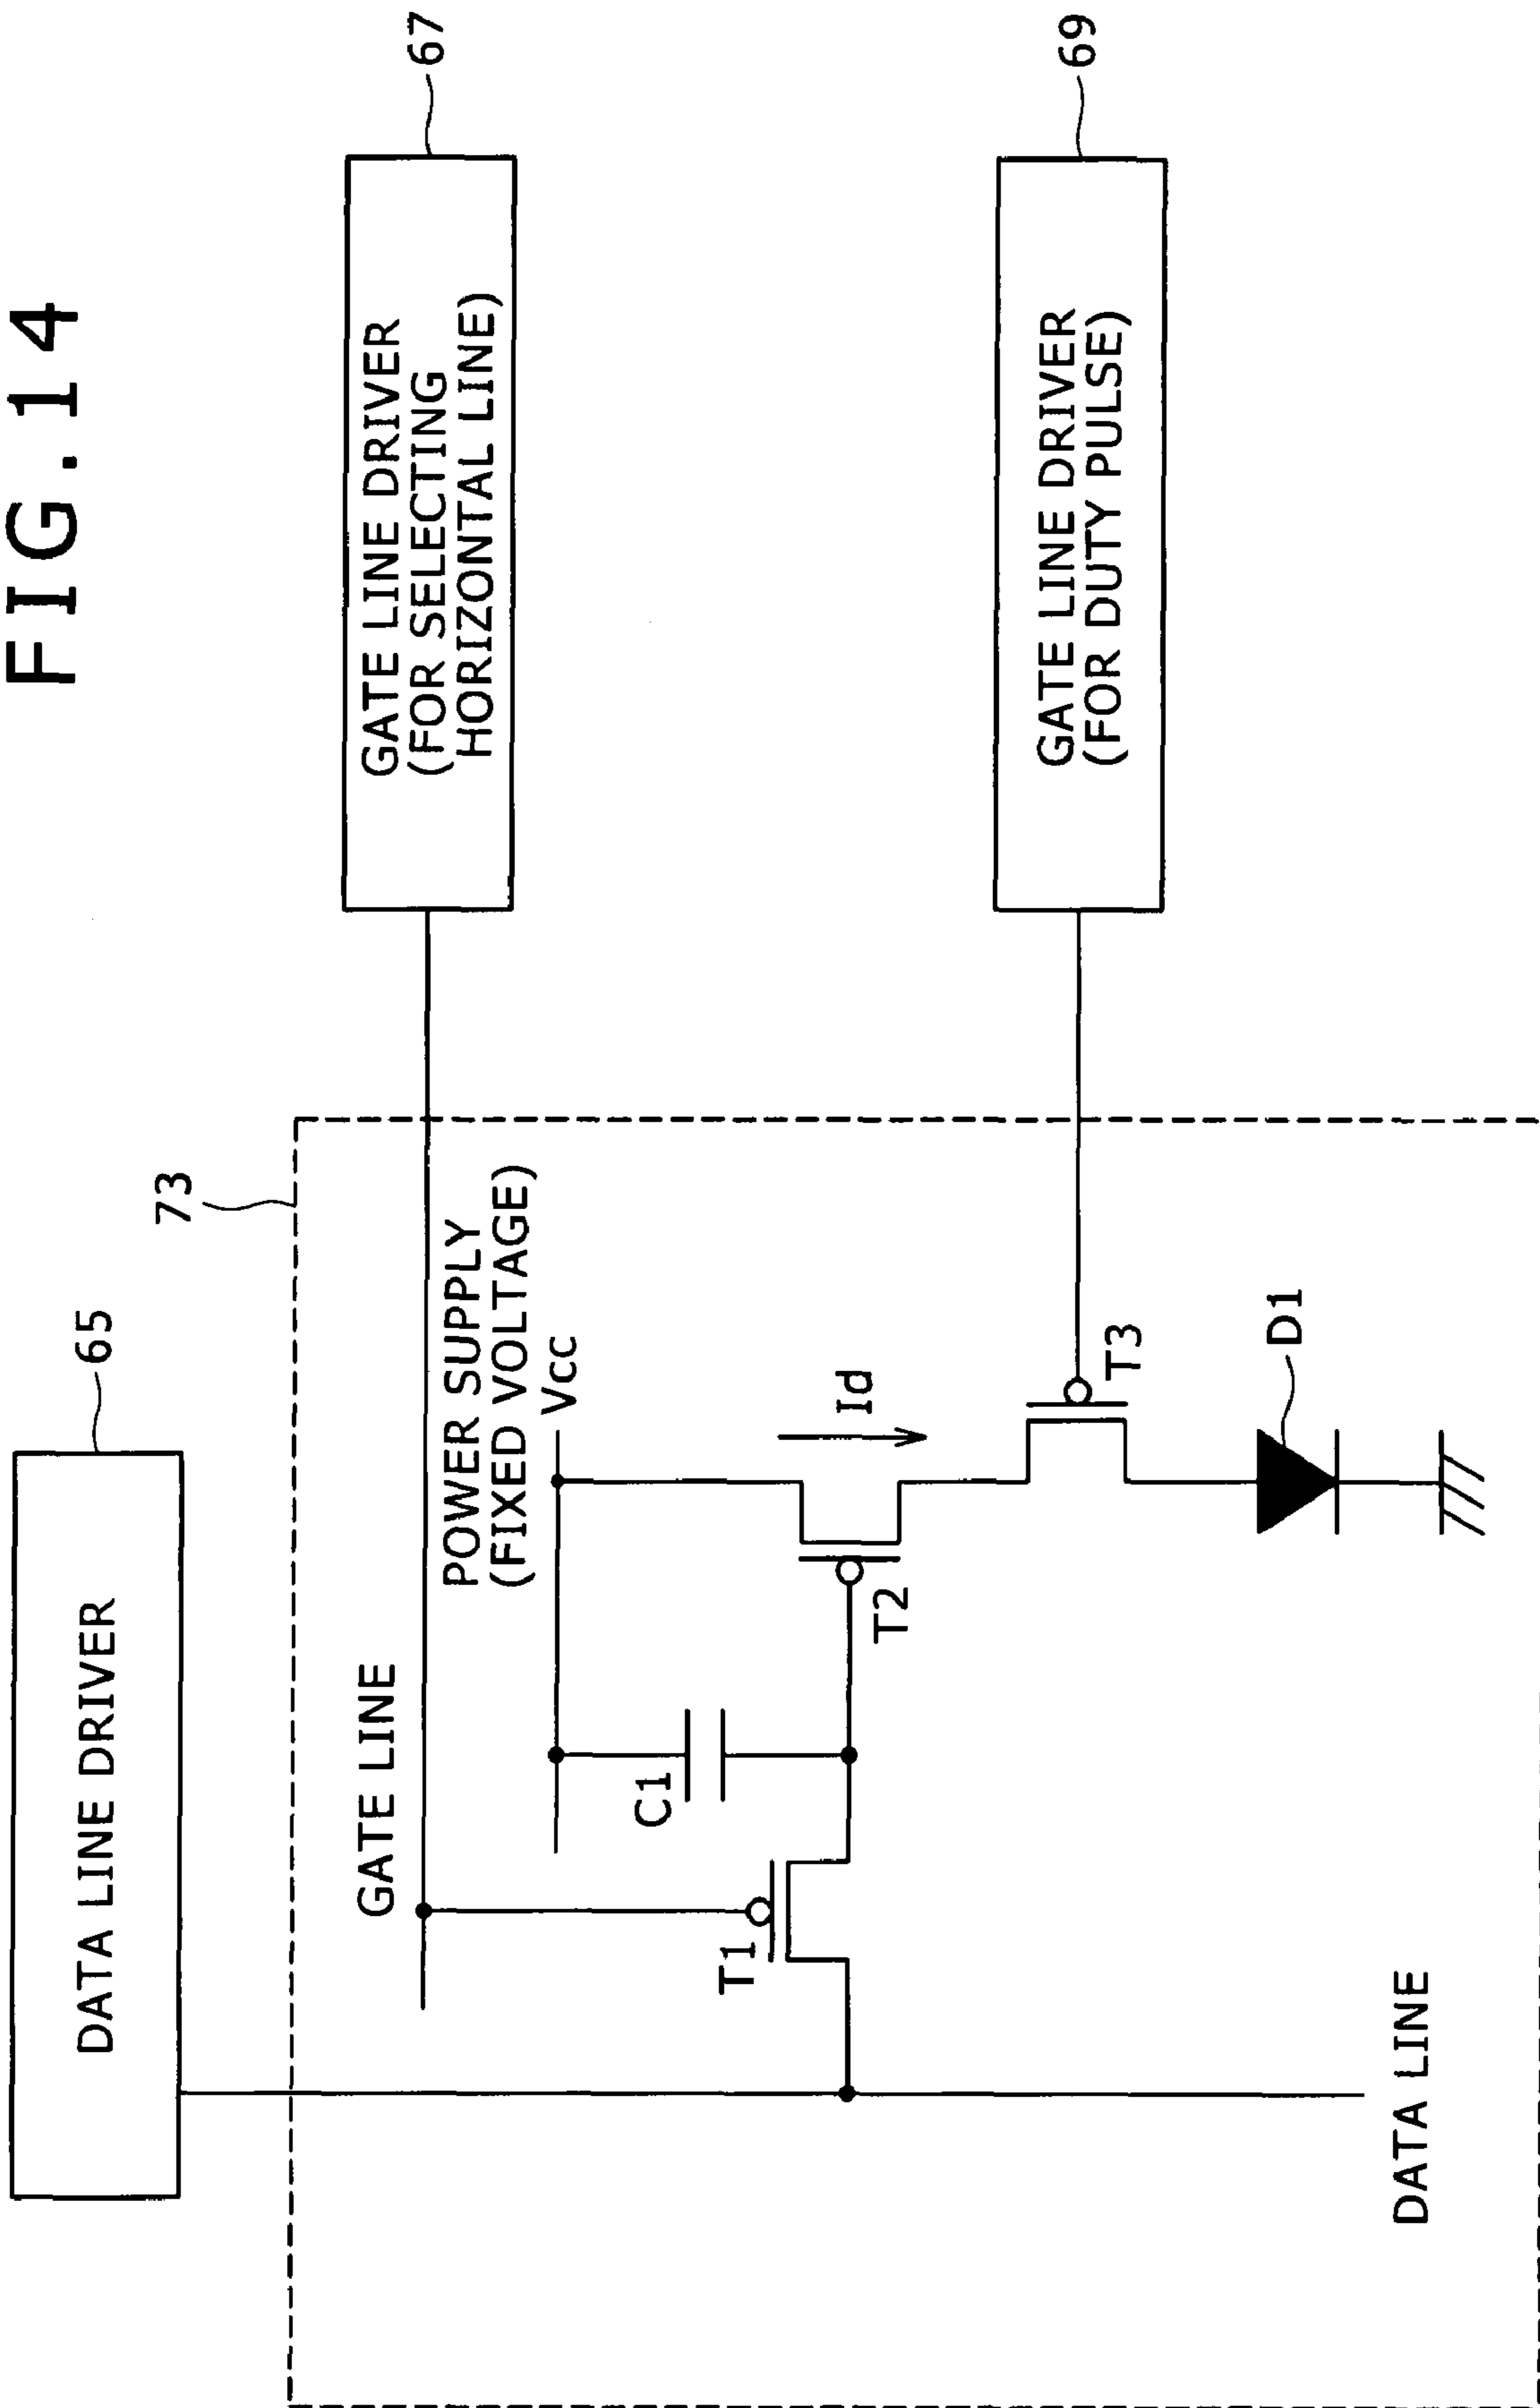 FIG.14
DATA LINE DRIVER
65
73
GATE LINE DRIVER
(FOR SELECTING
HORIZONTAL LINE)
67
GATE LINE
POWER SUPPLY
(FIXED VOLTAGE)
Vcc
C1
T1
T2
Id
T3
D1
GATE LINE DRIVER
(FOR DUTY PULSE)
69
DATA LINE